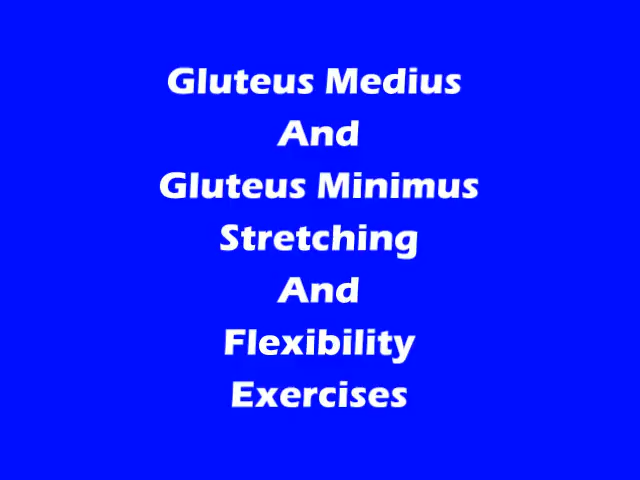 Gluteus Medius
And
Gluteus Minimus
Stretching
And
Flexibility
Exercises